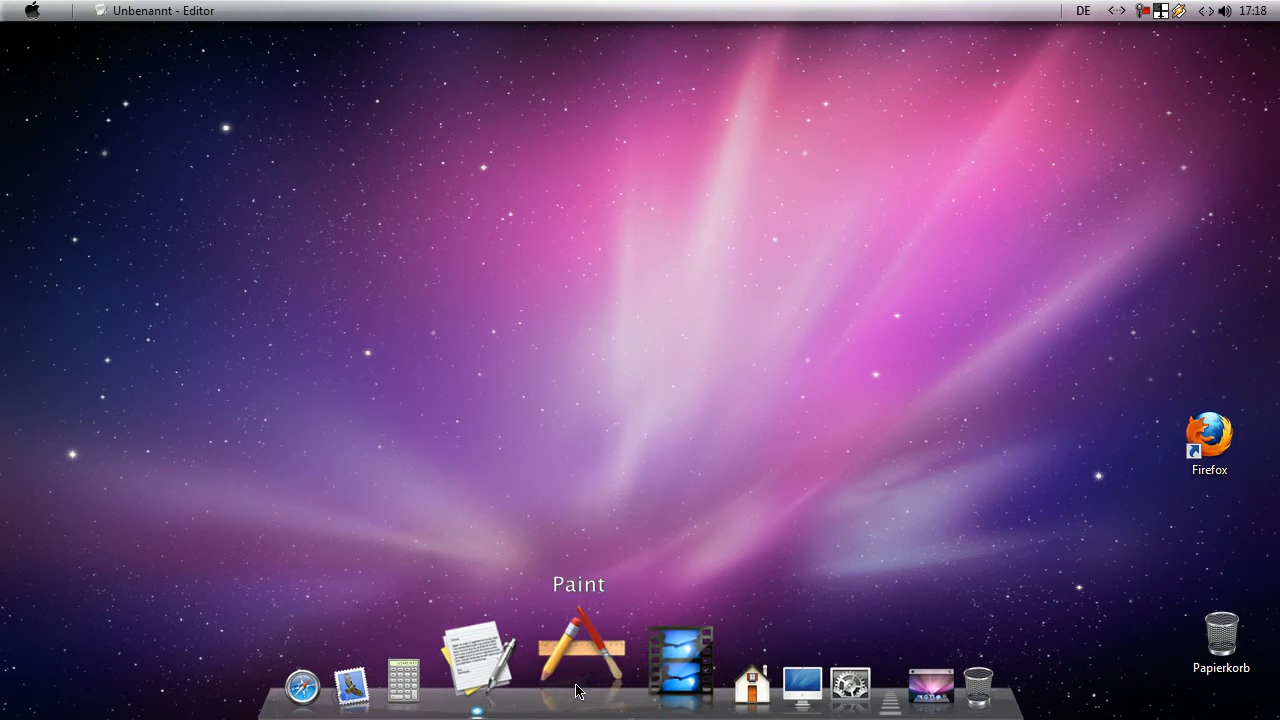 Unbenannt - Editor
DE
17:18
Firefox
Paint
Papierkorb